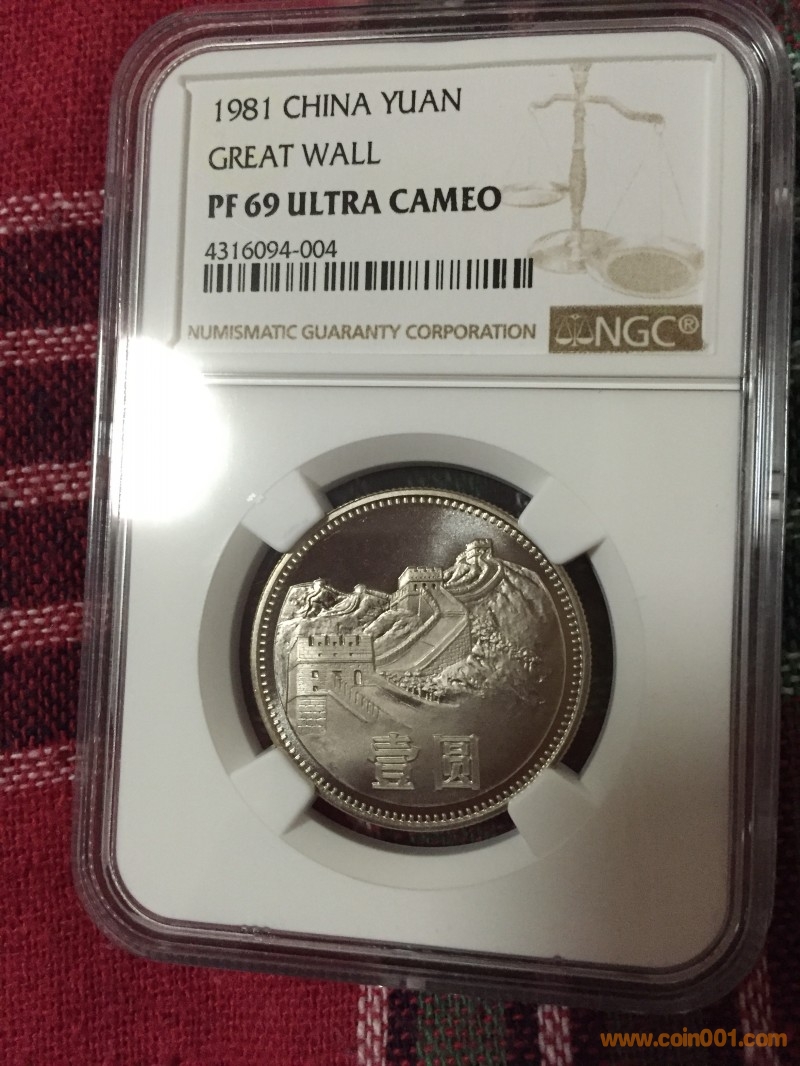 1981 CHINA YUAN
GREAT WALL
PF 69 ULTRA CAMEO
4316094-004
NUMISMATIC GUARANTY CORPORATION NGC®
壹圆
www.coin001.com